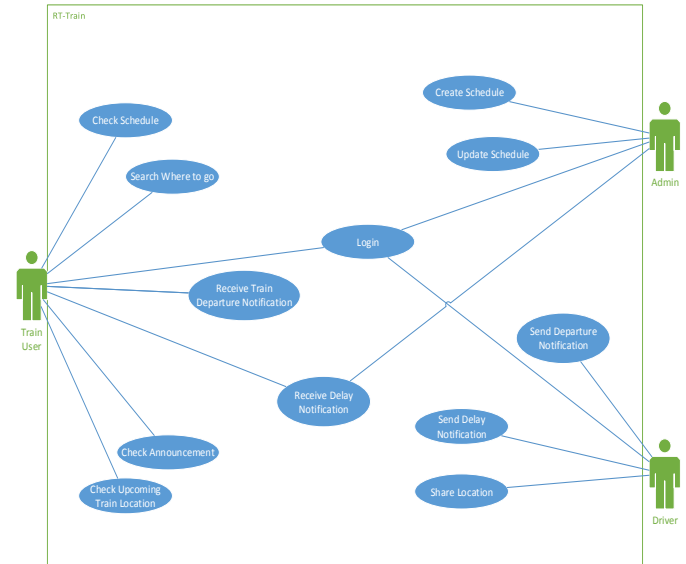 RT-Train
Create Schedule
Check Schedule
Update Schedule
Admin
Search Where to go
Login
Receive Train
Departure Notification
Train
User
Send Departure
Notification
Receive Delay
Notification
Send Delay
Notification
Check Announcement
Check Upcoming
Train Location
Share Location
Driver